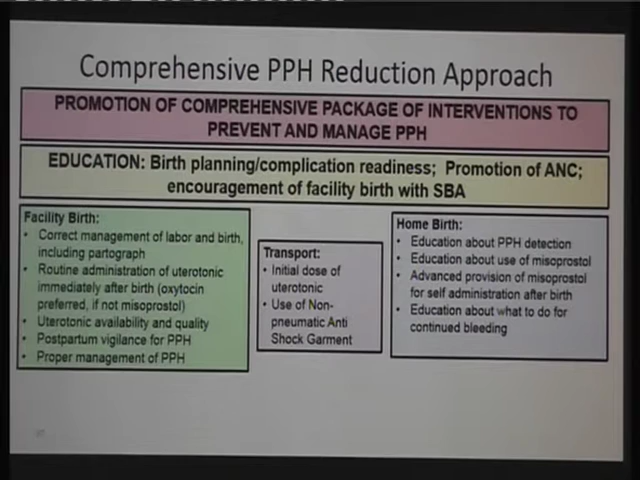 Comprehensive PPH Reduction Approach
PROMOTION OF COMPREHENSIVE PACKAGE OF INTERVENTIONS TO
PREVENT AND MANAGE PPH
EDUCATION: Birth planning/complication readiness; Promotion of ANC;
encouragement of facility birth with SBA
Facility Birth:
• Correct management of labor and birth,
including partograph
• Routine administration of uterotonic
immediately after birth (oxytocin
preferred, if not misoprostol)
• Uterotonic availability and quality
• Postpartum vigilance for PPH
• Proper management of PPH
Transport:
• Initial dose of
uterotonic
• Use of Non-
pneumatic Anti
Shock Garment
Home Birth:
• Education about PPH detection
• Education about use of misoprostol
• Advanced provision of misoprostol
for self administration after birth
• Education about what to do for
continued bleeding